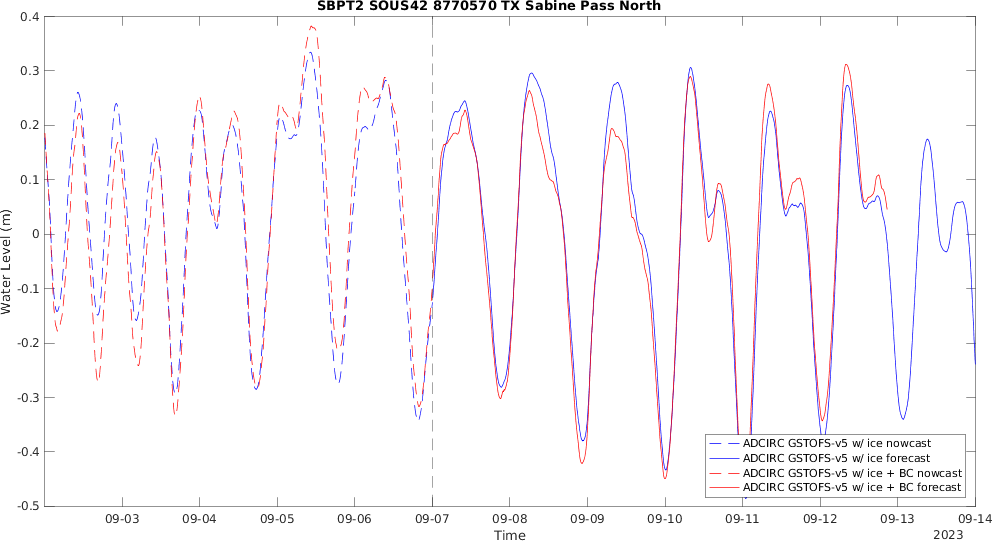 SBPT2 SOUS42 8770570 TX Sabine Pass North
Water Level (m)
0.4
0.3
0.2
0.1
0
-0.1
-0.2
-0.3
-0.4
-0.5
09-03 09-04 09-05 09-06 09-07 09-08 09-09 09-10 09-11 09-12 09-13 09-14
Time
2023
ADCIRC GSTOFS-v5 w/ ice nowcast
ADCIRC GSTOFS-v5 w/ ice forecast
ADCIRC GSTOFS-v5 w/ ice + BC nowcast
ADCIRC GSTOFS-v5 w/ ice + BC forecast